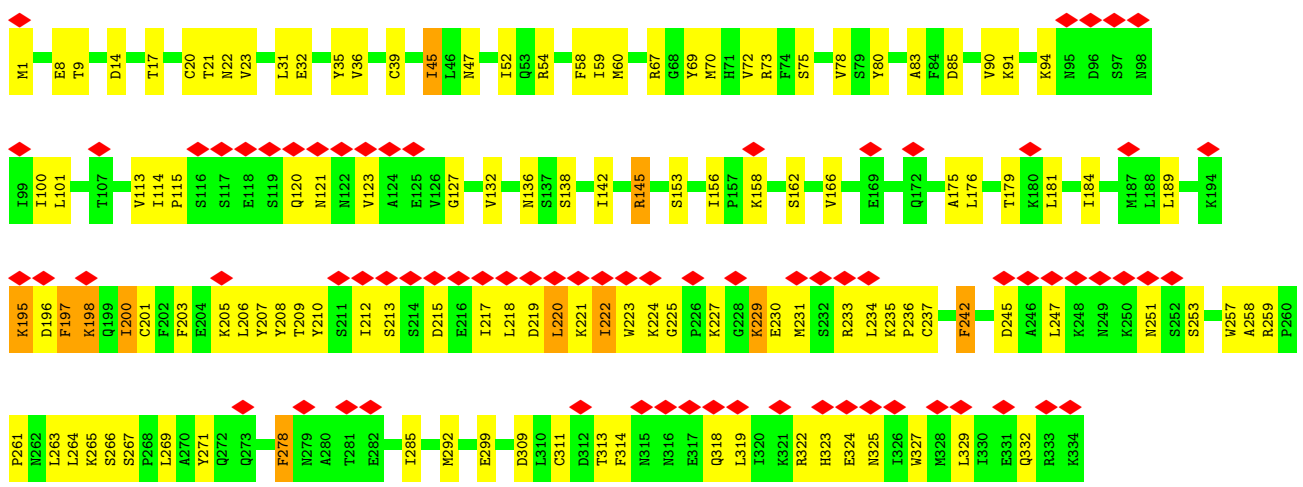 M1 E8 T9 D14 T17 C20 T21 N22 V23 L31 E32 Y35 V36 C39 I45 L46 N47 I52 Q53 R54 F58 I59 M60 R67 G68 Y69 M70 H71 V72 R73 F74 S75 V78 S79 Y80 A83 F84 D85 V90 K91 K94 N95 D96 S97 N98
I99 I100 L101 T107 V113 I114 P115 S116 S117 E118 S119 Q120 N121 N122 V123 A124 E125 V126 G127 V132 N136 S137 S138 I142 R145 S153 I156 P157 K158 S162 V166 E169 Q172 A175 L176 T179 K180 L181 I184 M187 L188 L189 K194
K195 D196 F197 K198 Q199 I200 C201 F202 F203 E204 K205 L206 Y207 Y208 T209 Y210 S211 I212 S213 S214 D215 E216 I217 L218 D219 L220 K221 I222 W223 K224 G225 P226 K227 G228 K229 E230 M231 S232 R233 L234 K235 P236 C237 F242 D245 A246 L247 K248 N249 K250 N251 S252 S253 W257 A258 R259 P260
P261 N262 L263 L264 K265 S266 S267 P268 L269 A270 Y271 Q272 Q273 F278 N279 A280 T281 E282 I285 M292 E299 D309 L310 C311 D312 T313 F314 N315 N316 E317 Q318 L319 I320 K321 R322 H323 E324 N325 I326 W327 M328 L329 I330 E331 Q332 R333 K334